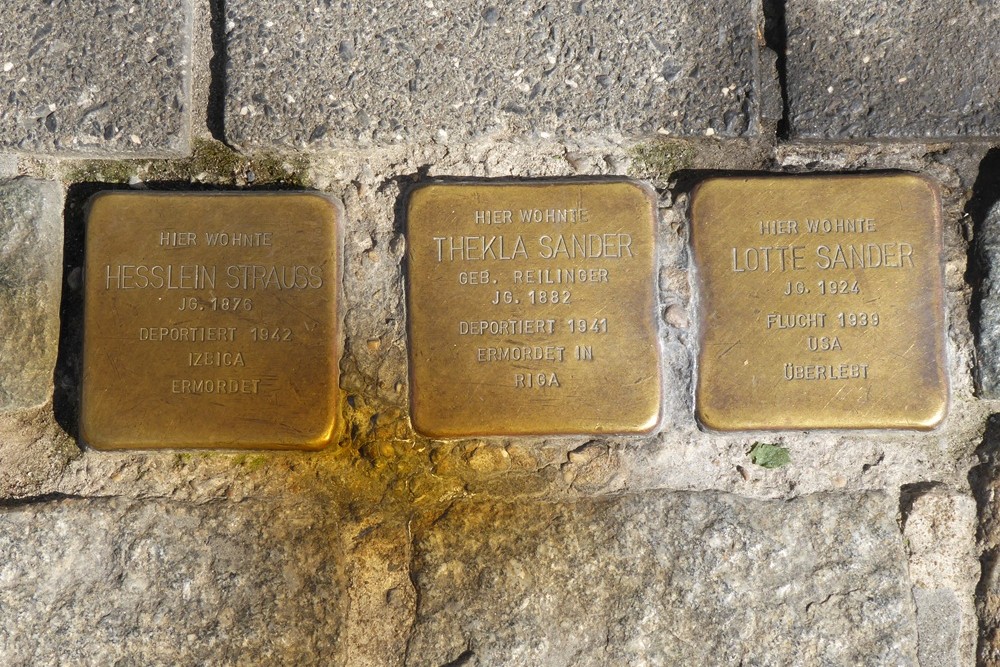 HIER WOHNTE
HESSLEIN STRAUSS
JG. 1876
DEPORTIERT 1942
IZBICA
ERMORDET
HIER WOHNTE
THEKLA SANDER
GEB. REILINGER
JG. 1882
DEPORTIERT 1941
ERMORDET IN
RIGA
HIER WOHNTE
LOTTE SANDER
JG. 1924
FLUCHT 1939
USA
ÜBERLEBT